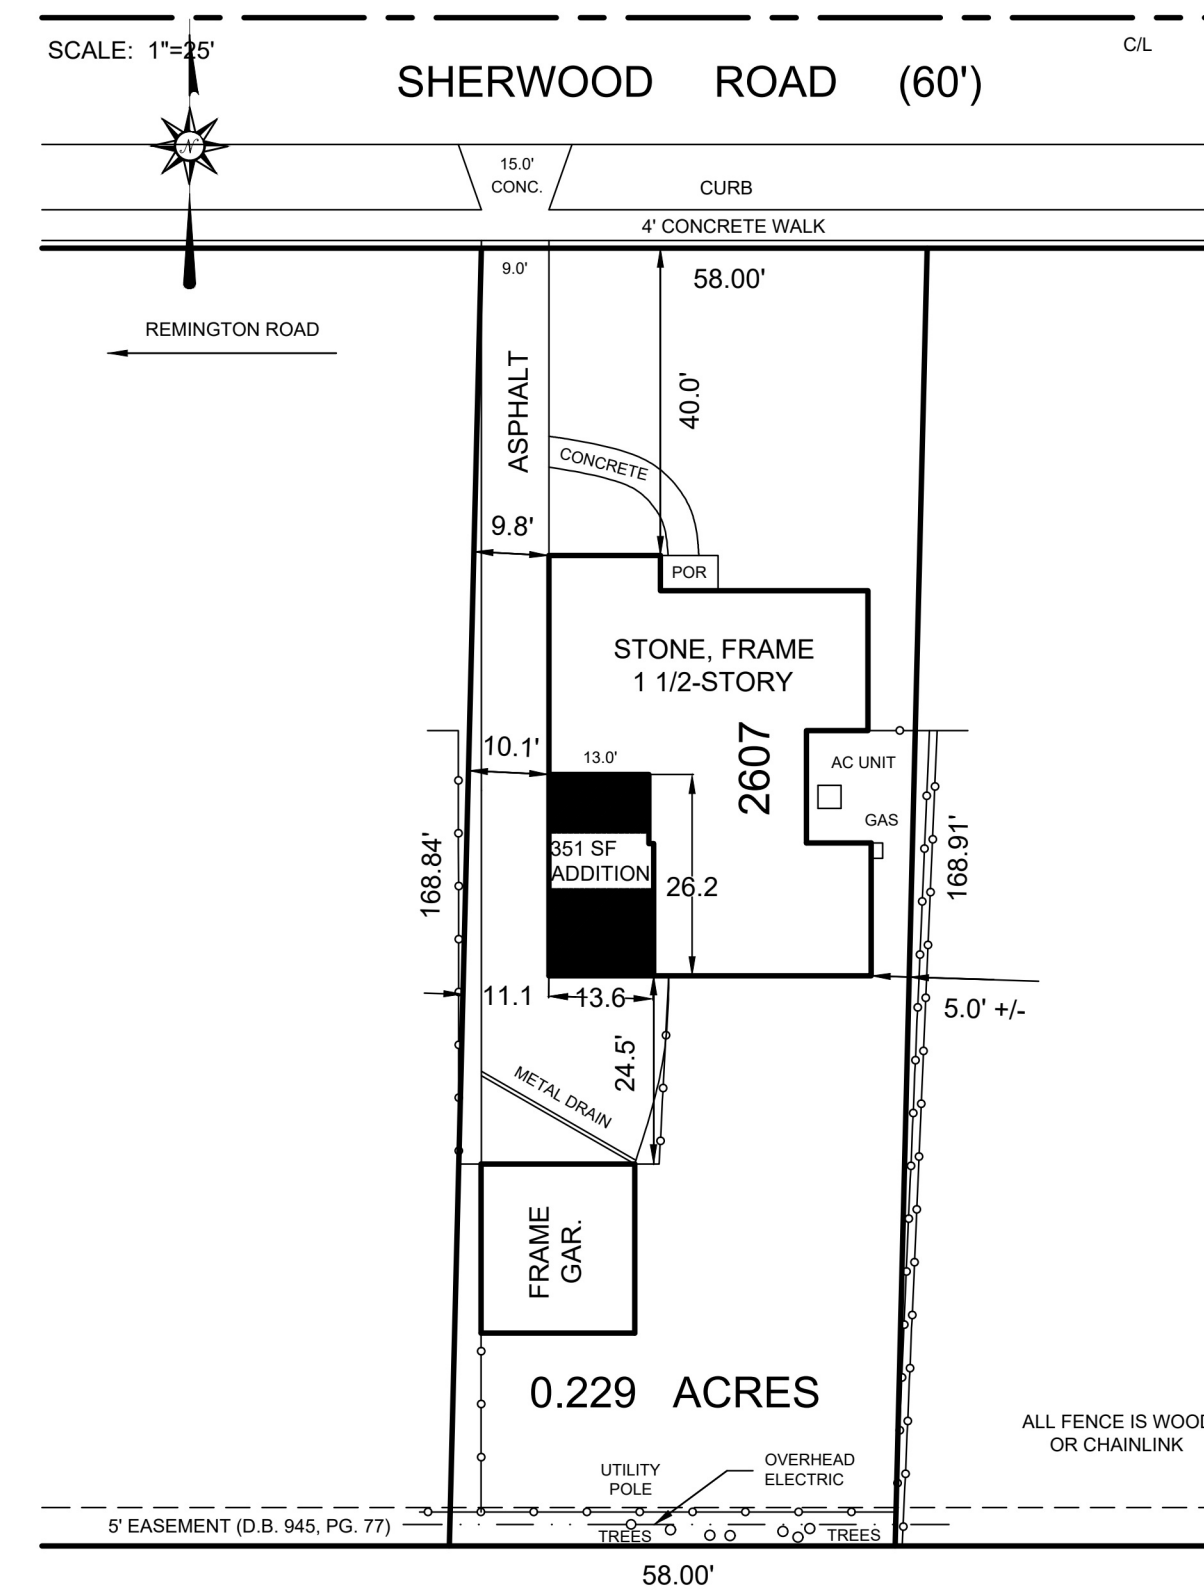 SCALE: 1"=25'
C/L
SHERWOOD ROAD (60')
N
15.0'
CONC.
CURB
4' CONCRETE WALK
9.0'
58.00'
REMINGTON ROAD
ASPHALT
40.0'
CONCRETE
9.8'
POR
STONE, FRAME
1 1/2-STORY
2607
10.1'
13.0'
AC UNIT
GAS
168.84'
351 SF
ADDITION
26.2
168.91'
11.1
13.6
5.0' +/-
24.5'
METAL DRAIN
FRAME
GAR.
0.229 ACRES
ALL FENCE IS WOOD
OR CHAINLINK
UTILITY
POLE
OVERHEAD
ELECTRIC
5' EASEMENT (D.B. 945, PG. 77)
TREES
TREES
58.00'